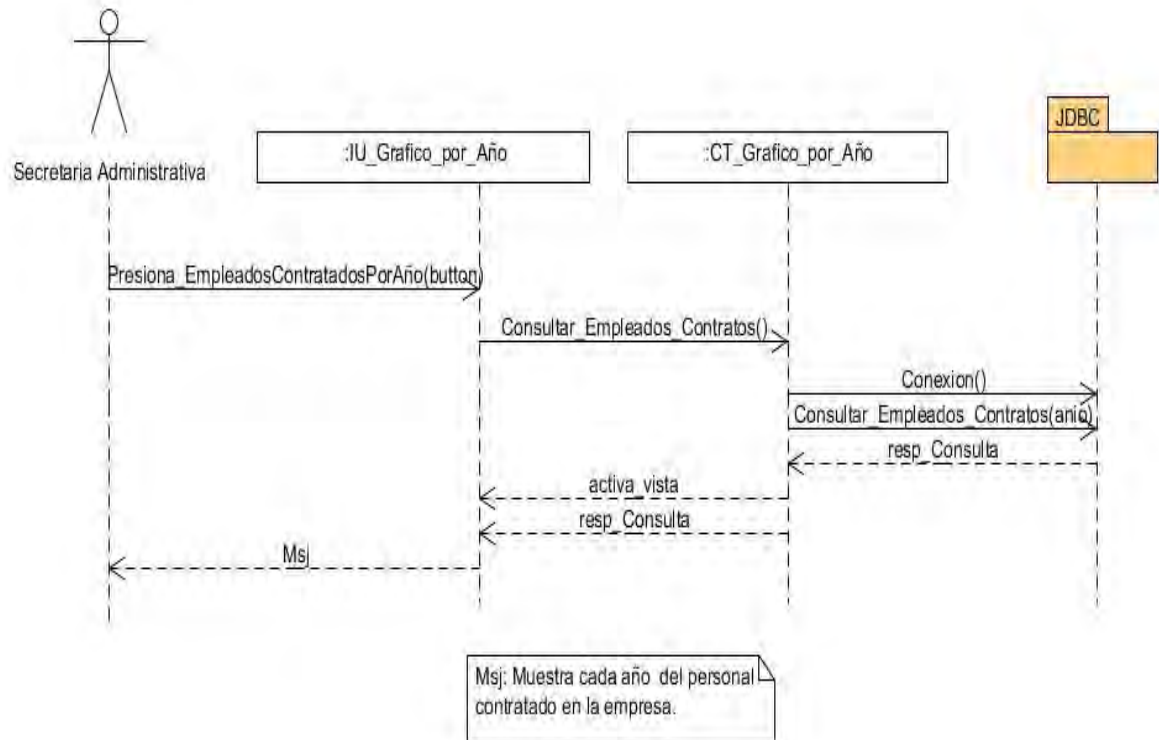 JDBC
:IU_Grafico_por_Año
:CT_Grafico_por_Año
Secretaria Administrativa
Presiona_EmpleadosContratadosPorAño(button)
Consultar_Empleados_Contratos()
Conexion()
Consultar_Empleados_Contratos(anio)
resp_Consulta
activa_vista
resp_Consulta
Msj
Msj: Muestra cada año del personal
contratado en la empresa.